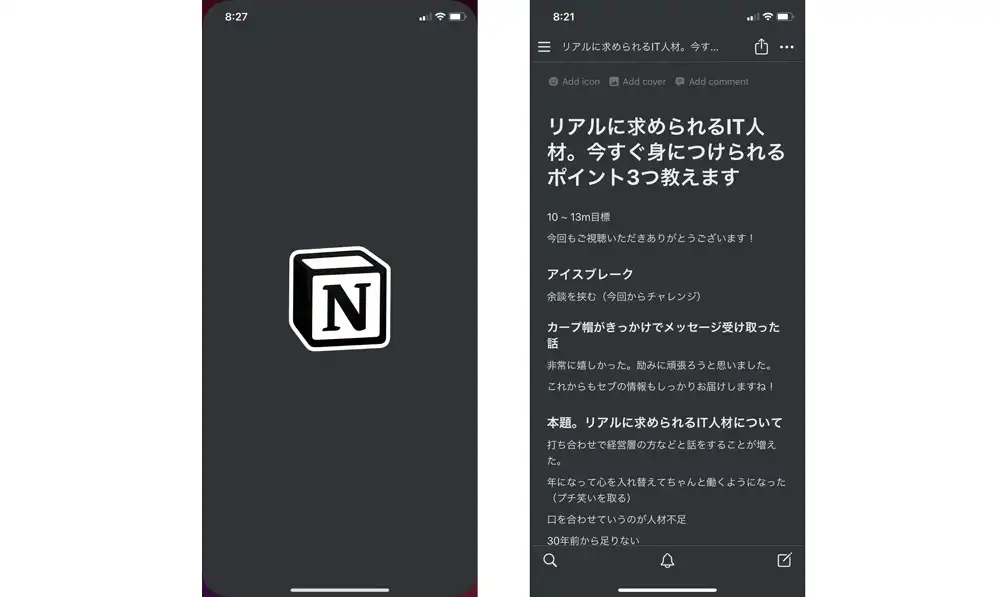 8:27
N
8:21
リアルに求められるIT人材。今す...
Add icon Add cover Add comment
リアルに求められるIT人
材。今すぐ身につけられる
ポイント3つ教えます
10 ~ 13m目標
今回もご視聴いただきありがとうございます！
アイスブレーク
余談を挟む（今回からチャレンジ）
カープ帽がきっかけでメッセージ受け取った
話
非常に嬉しかった。励みに頑張ろうと思いました。
これからもセブの情報もしっかりお届けしますね！
本題。リアルに求められるIT人材について
打ち合わせで経営層の方などと話をすることが増え
た。
年になって心を入れ替えてちゃんと働くようになった
（プチ笑いを取る）
口を合わせていうのが人材不足
30年前から足りない